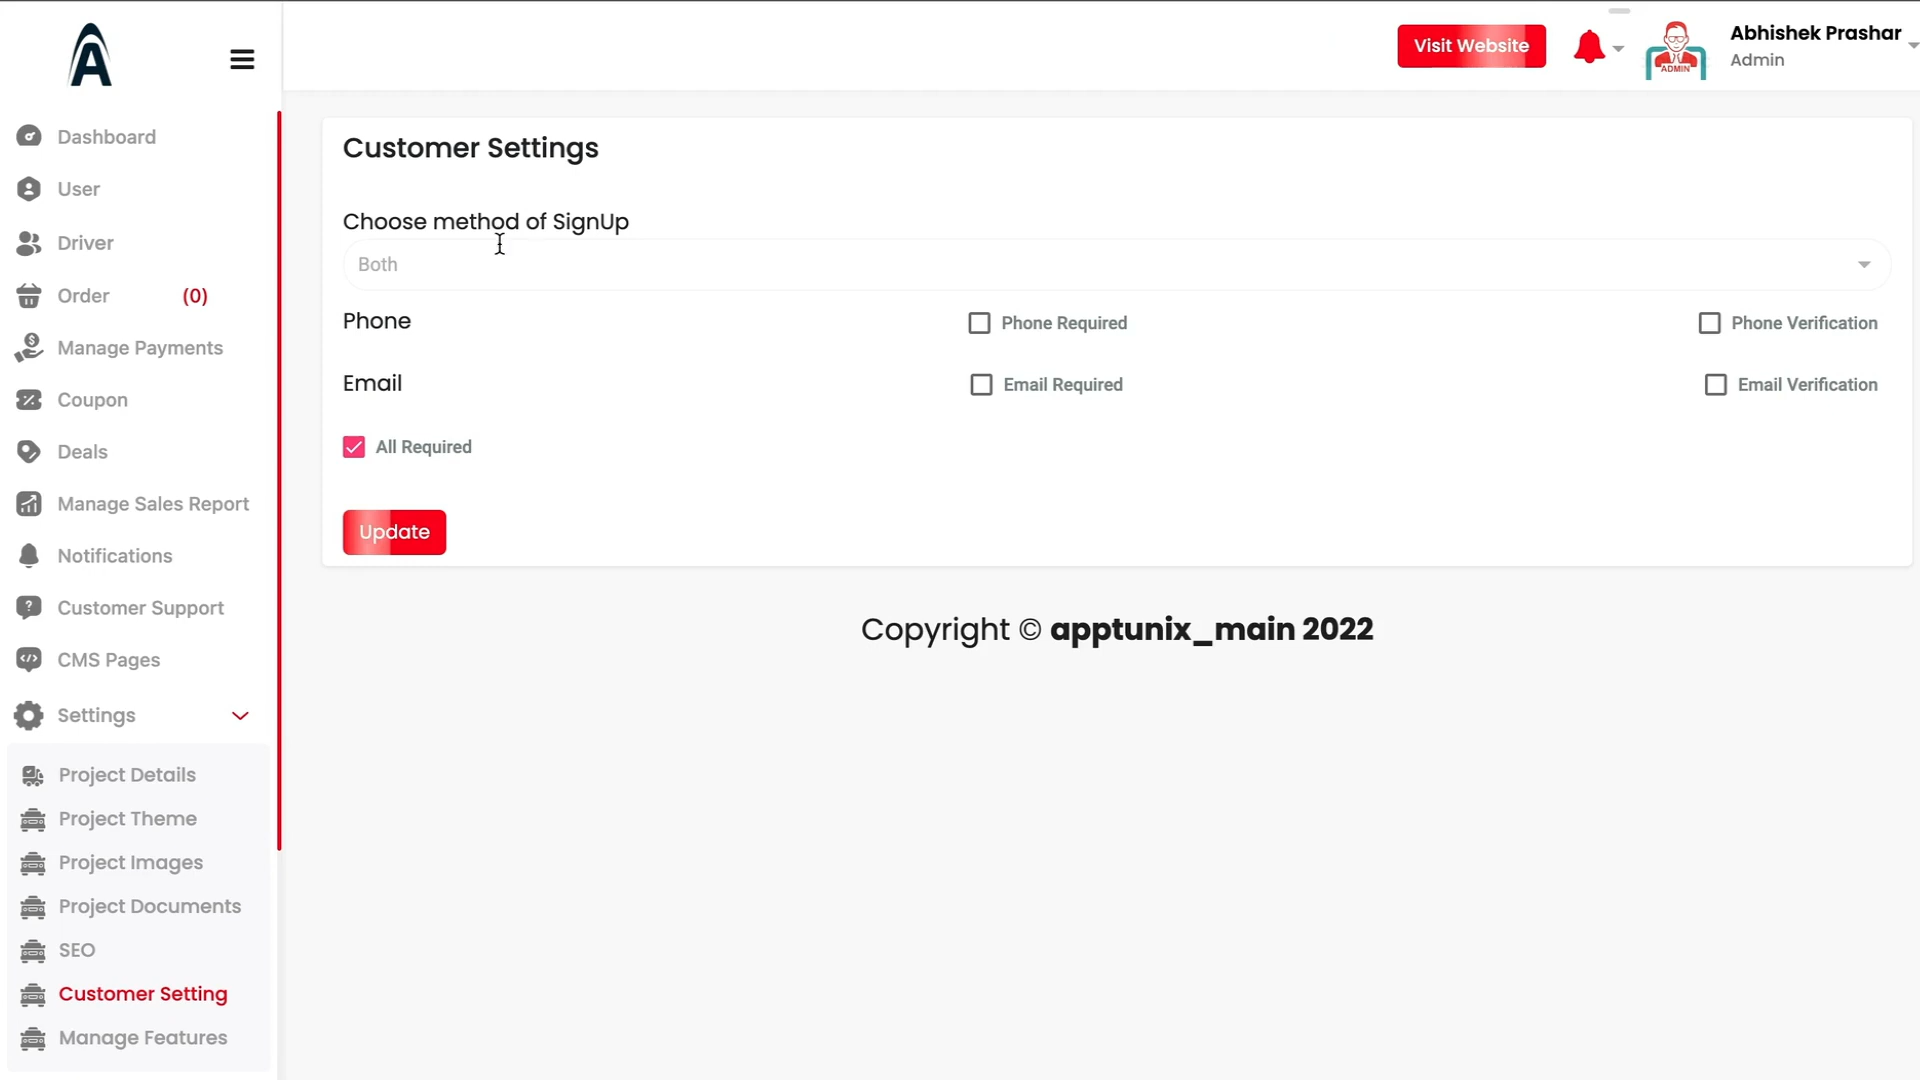 Visit Website
ADMIN
Abhishek Prashar
Admin
Dashboard
User
Driver
Order (0)
Manage Payments
Coupon
Deals
Manage Sales Report
Notifications
Customer Support
CMS Pages
Settings
Project Details
Project Theme
Project Images
Project Documents
SEO
Customer Setting
Manage Features
Customer Settings
Choose method of SignUp
Both
Phone Phone Required Phone Verification
Email Email Required Email Verification
All Required
Update
Copyright © apptunix_main 2022